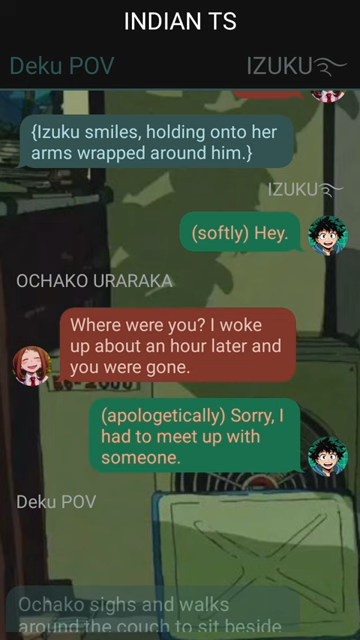 INDIAN TS
Deku POV
IZUKU
{Izuku smiles, holding onto her
arms wrapped around him.}
IZUKU
(softly) Hey.
OCHAKO URARAKA
Where were you? I woke
up about an hour later and
you were gone.
(apologetically) Sorry, I
had to meet up with
someone.
Deku POV
Ochako sighs and walks
around the couch to sit beside